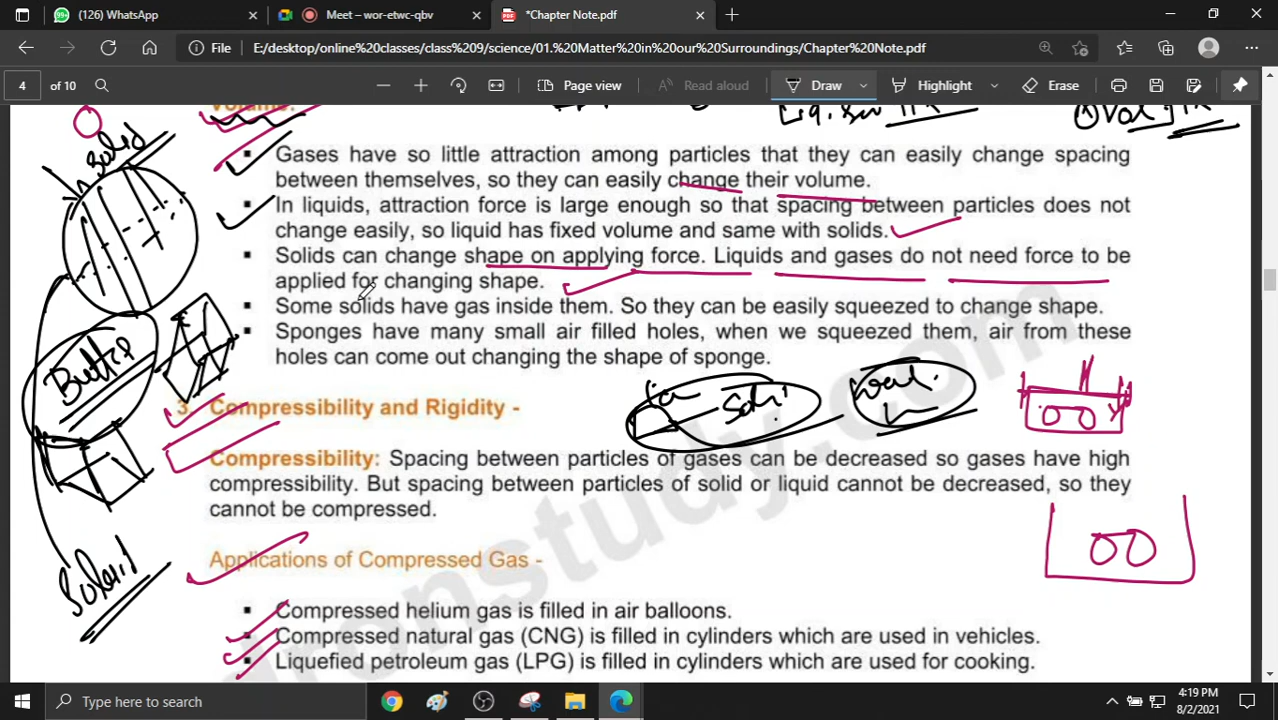 (126) WhatsApp
Meet – wor-etwc-qbv
*Chapter Note.pdf
File
E:/desktop/online%20classes/class%209/science/01.%20Matter%20in%20our%20Surroundings/Chapter%20Note.pdf
4 of 10
Page view
Read aloud
Draw
Highlight
Erase
Volume:
Gases have so little attraction among particles that they can easily change spacing
between themselves, so they can easily change their volume.
In liquids, attraction force is large enough so that spacing between particles does not
change easily, so liquid has fixed volume and same with solids.
Solids can change shape on applying force. Liquids and gases do not need force to be
applied for changing shape.
Some solids have gas inside them. So they can be easily squeezed to change shape.
Sponges have many small air filled holes, when we squeezed them, air from these
holes can come out changing the shape of sponge.
3. Compressibility and Rigidity -
Compressibility: Spacing between particles of gases can be decreased so gases have high
compressibility. But spacing between particles of solid or liquid cannot be decreased, so they
cannot be compressed.
Applications of Compressed Gas -
Compressed helium gas is filled in air balloons.
Compressed natural gas (CNG) is filled in cylinders which are used in vehicles.
Liquefied petroleum gas (LPG) is filled in cylinders which are used for cooking.
solid
ironstudy.com
Type here to search
4:19 PM
8/2/2021